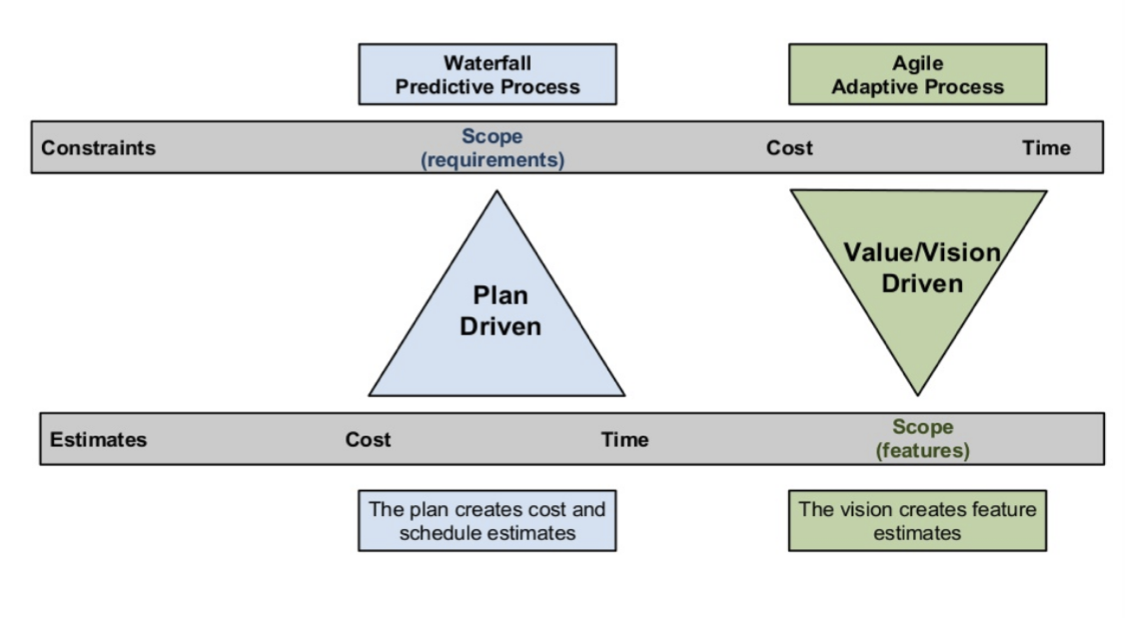 Waterfall
Predictive Process
Agile
Adaptive Process
Constraints
Scope
(requirements)
Cost
Time
Plan
Driven
Value/Vision
Driven
Estimates
Cost
Time
Scope
(features)
The plan creates cost and
schedule estimates
The vision creates feature
estimates